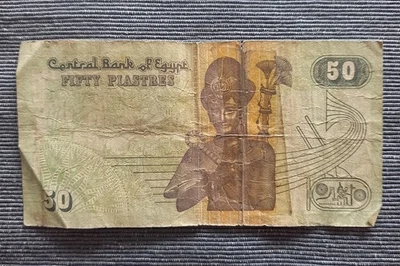 Central Bank of Egypt
FIFTY PIASTRES
50
50